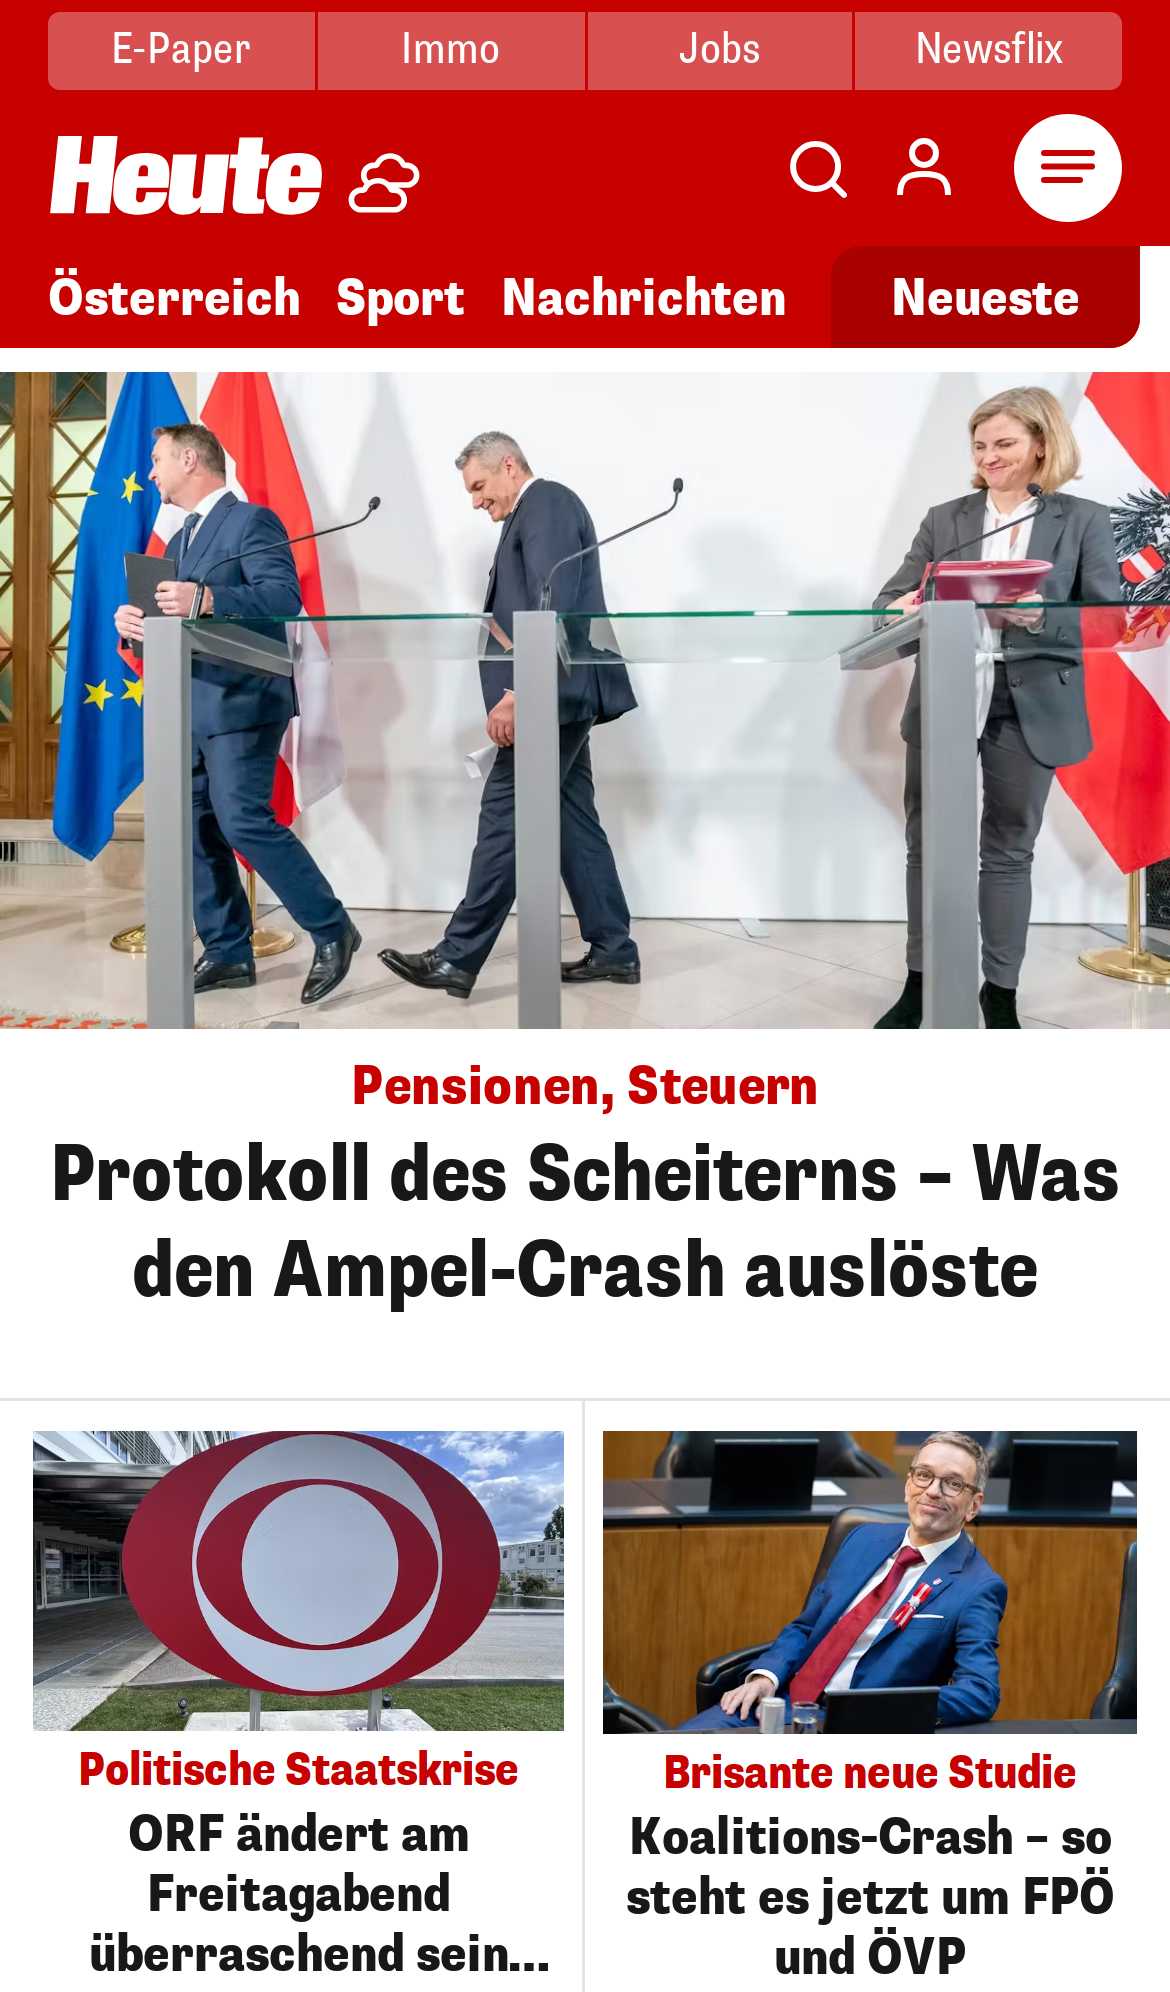 E-Paper
Immo
Jobs
Newsflix
Heute
Österreich
Sport
Nachrichten
Neueste
Pensionen, Steuern
Protokoll des Scheiterns – Was
den Ampel-Crash auslöste
Politische Staatskrise
ORF ändert am
Freitagabend
überraschend sein...
Brisante neue Studie
Koalitions-Crash – so
steht es jetzt um FPÖ
und ÖVP